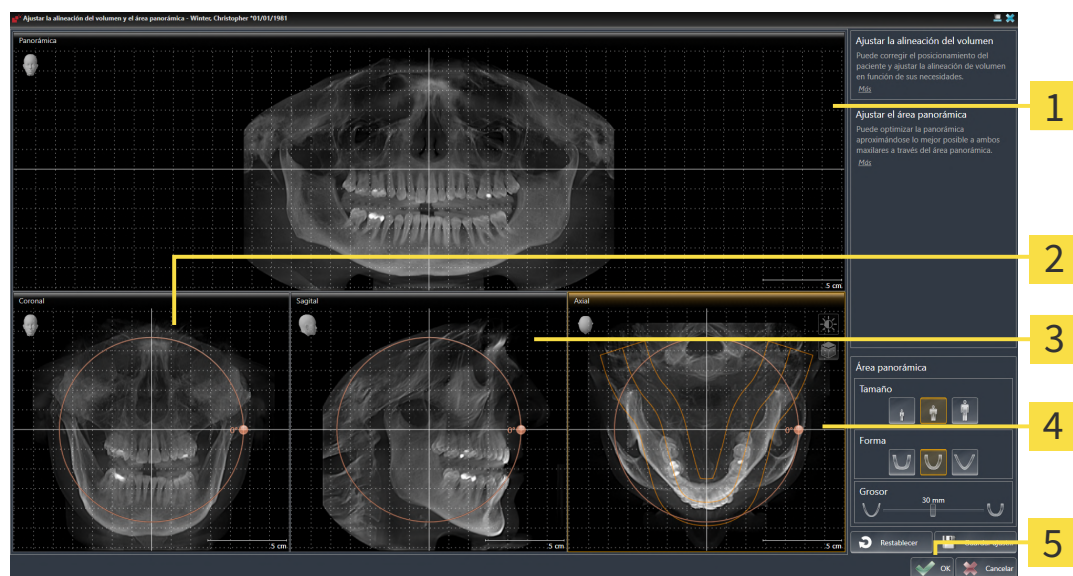 Ajustar la alineación del volumen y el área panorámica - Winter, Christopher *01/01/1981
Panorámica
5 cm
Ajustar la alineación del volumen
Puede corregir el posicionamiento del
paciente y ajustar la alineación de volumen
en función de sus necesidades.
Más
1
Ajustar el área panorámica
Puede optimizar la panorámica
aproximándose lo mejor posible a ambos
maxilares a través del área panorámica.
Más
2
Coronal
0°
5 cm
Sagital
0°
5 cm
3
Axial
0°
5 cm
Área panorámica
Tamaño
4
Forma
Grosor
30 mm
Restablecer
5
OK
Cancelar